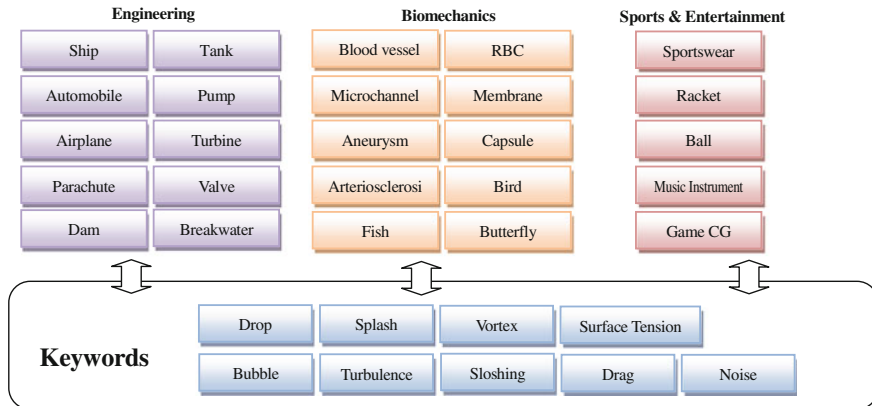 Engineering
Biomechanics
Sports & Entertainment
Ship
Tank
Blood vessel
RBC
Sportswear
Automobile
Pump
Microchannel
Membrane
Racket
Airplane
Turbine
Aneurysm
Capsule
Ball
Parachute
Valve
Arteriosclerosi
Bird
Music Instrument
Dam
Breakwater
Fish
Butterfly
Game CG
Keywords
Drop
Splash
Vortex
Surface Tension
Bubble
Turbulence
Sloshing
Drag
Noise